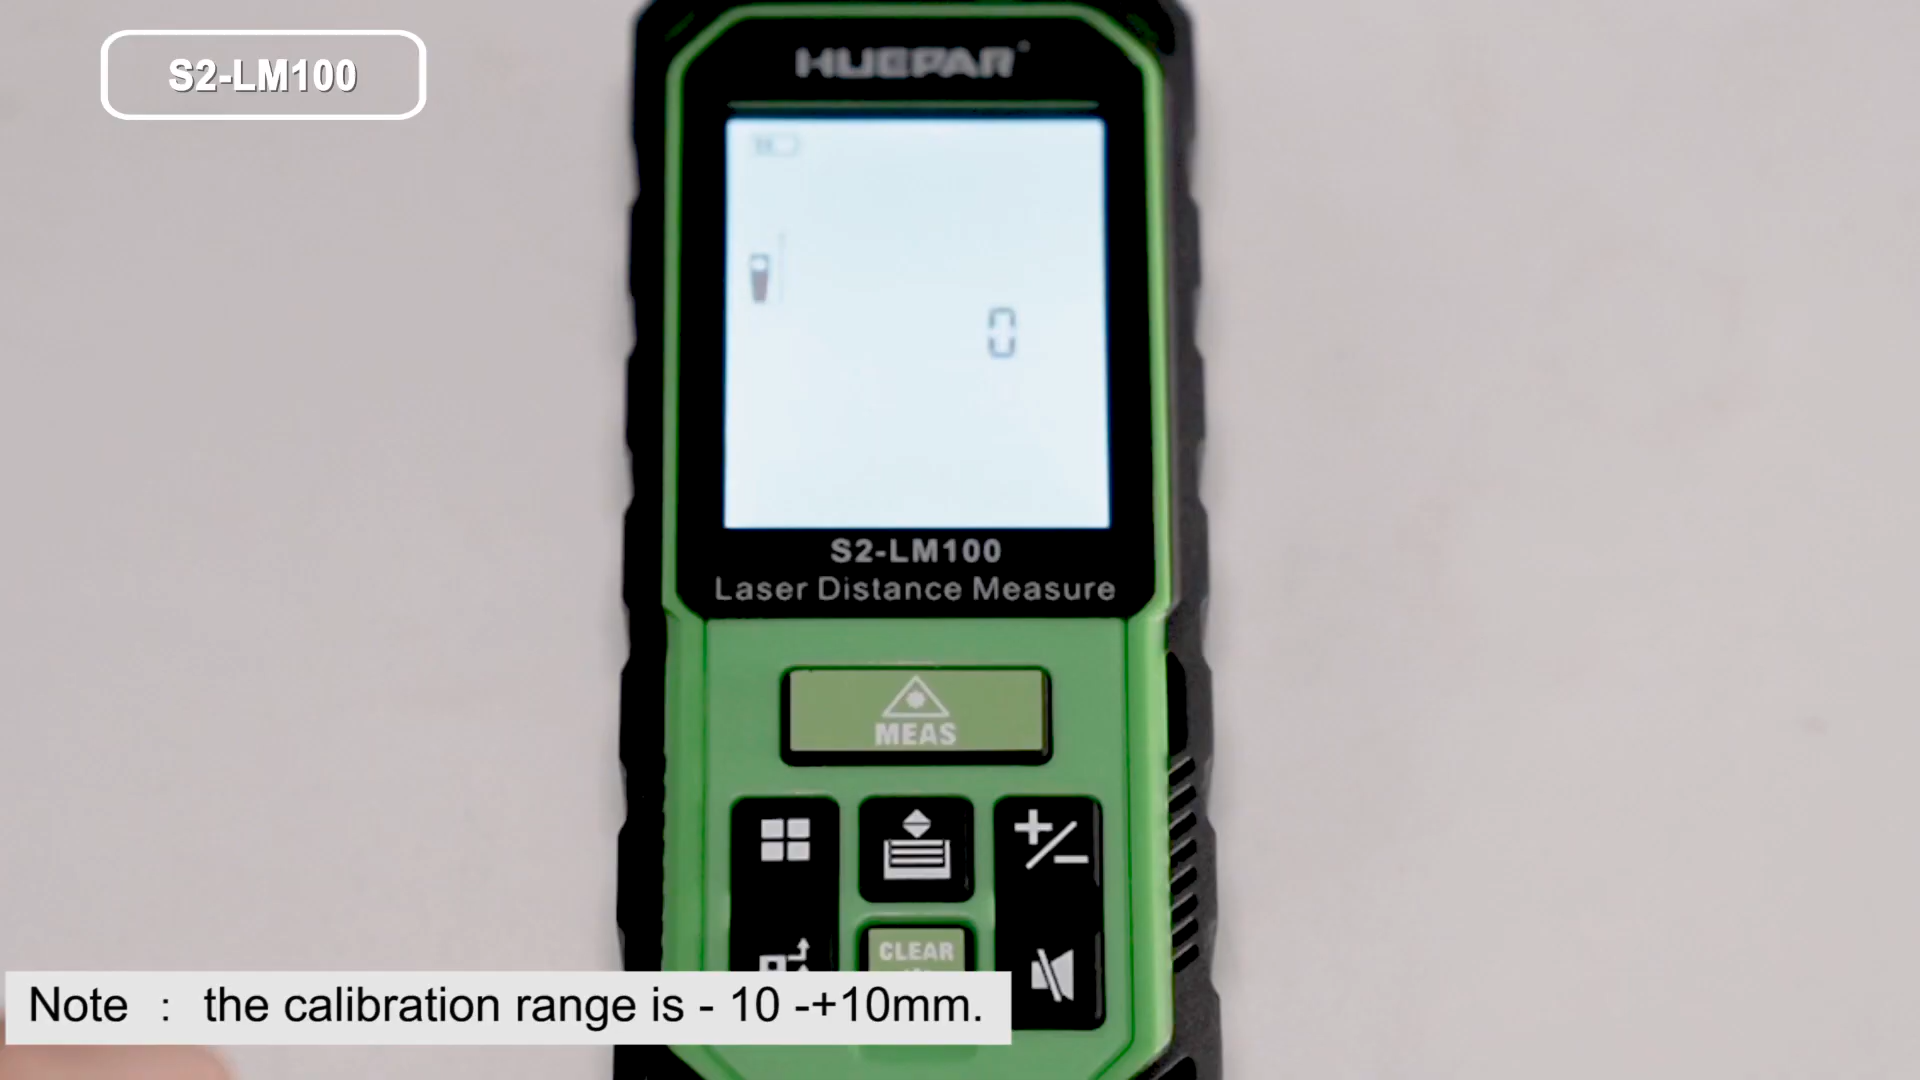 S2-LM100
HUEPAR
0
S2-LM100
Laser Distance Measure
MEAS
CLEAR
Note : the calibration range is - 10 -+10mm.